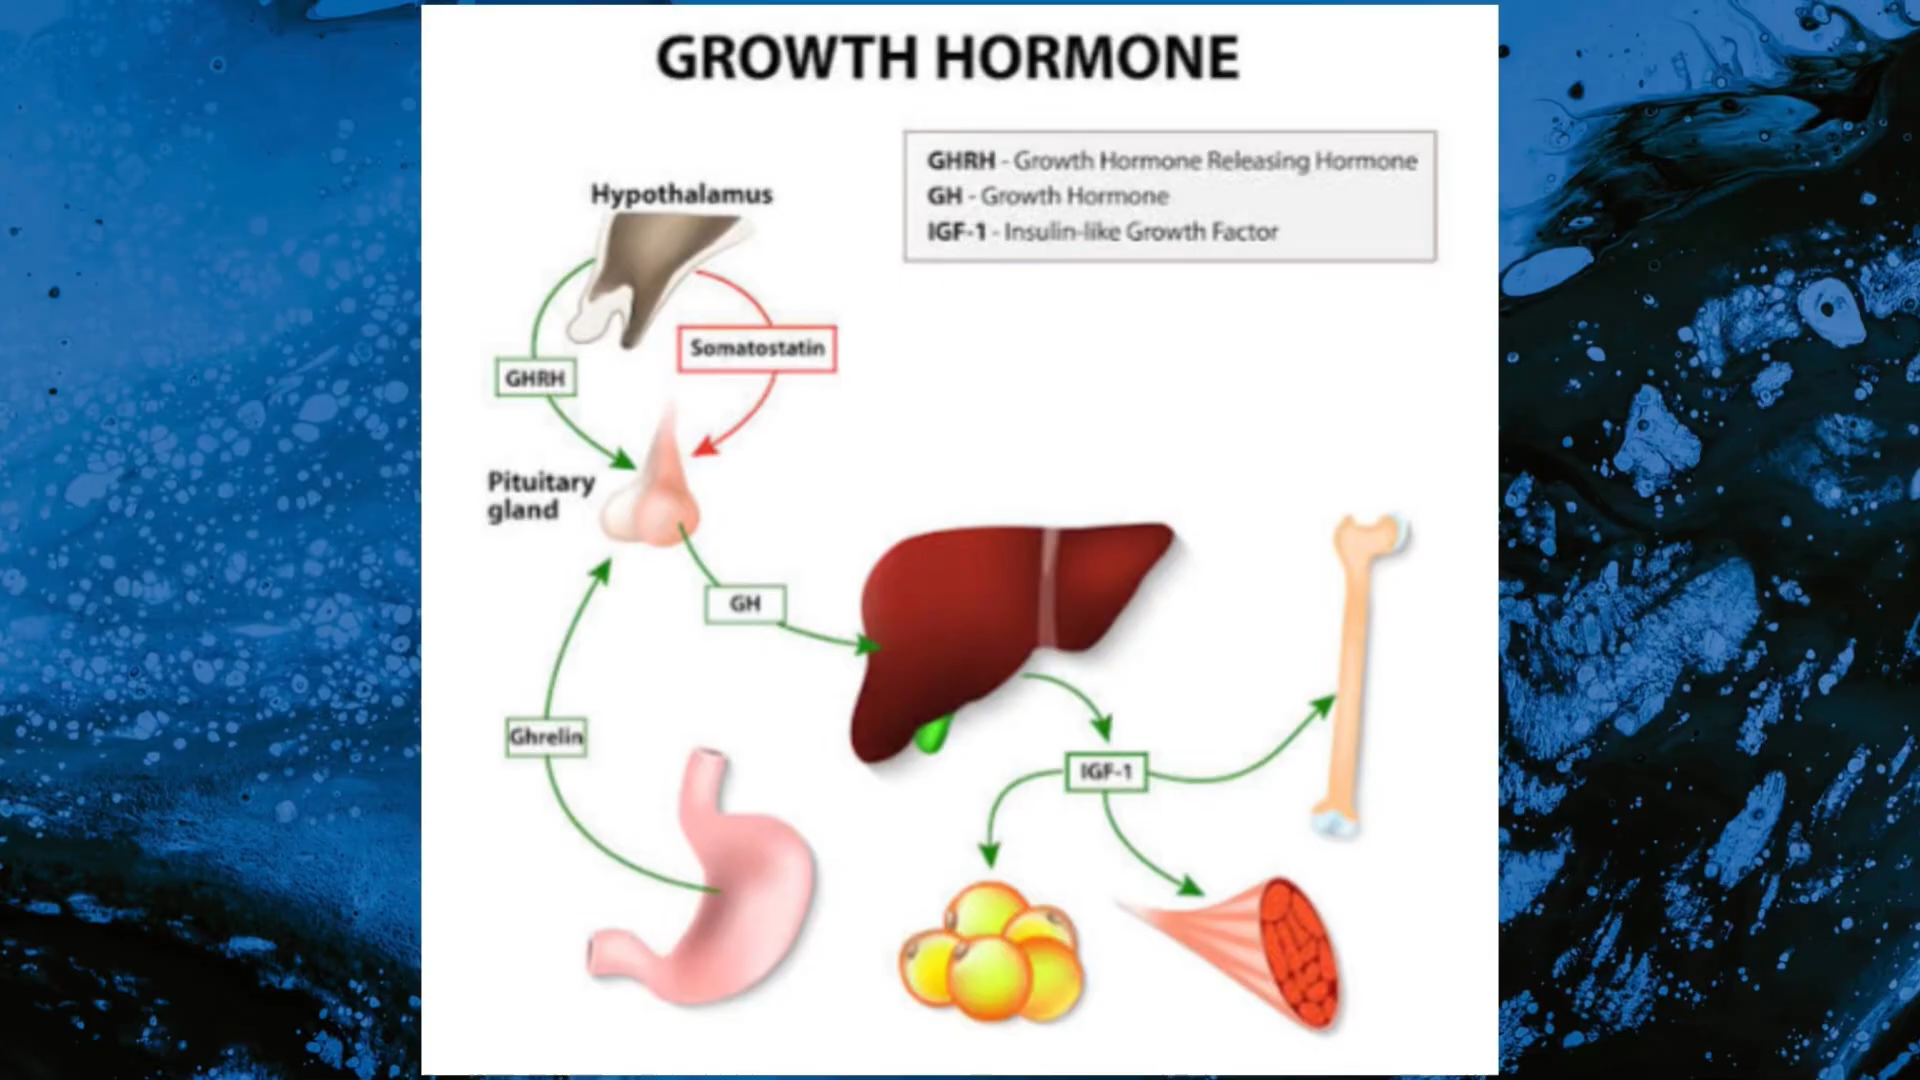 GROWTH HORMONE
GHRH - Growth Hormone Releasing Hormone
GH - Growth Hormone
IGF-1 - Insulin-like Growth Factor
Hypothalamus
Somatostatin
GHRH
Pituitary
gland
GH
Ghrelin
IGF-1